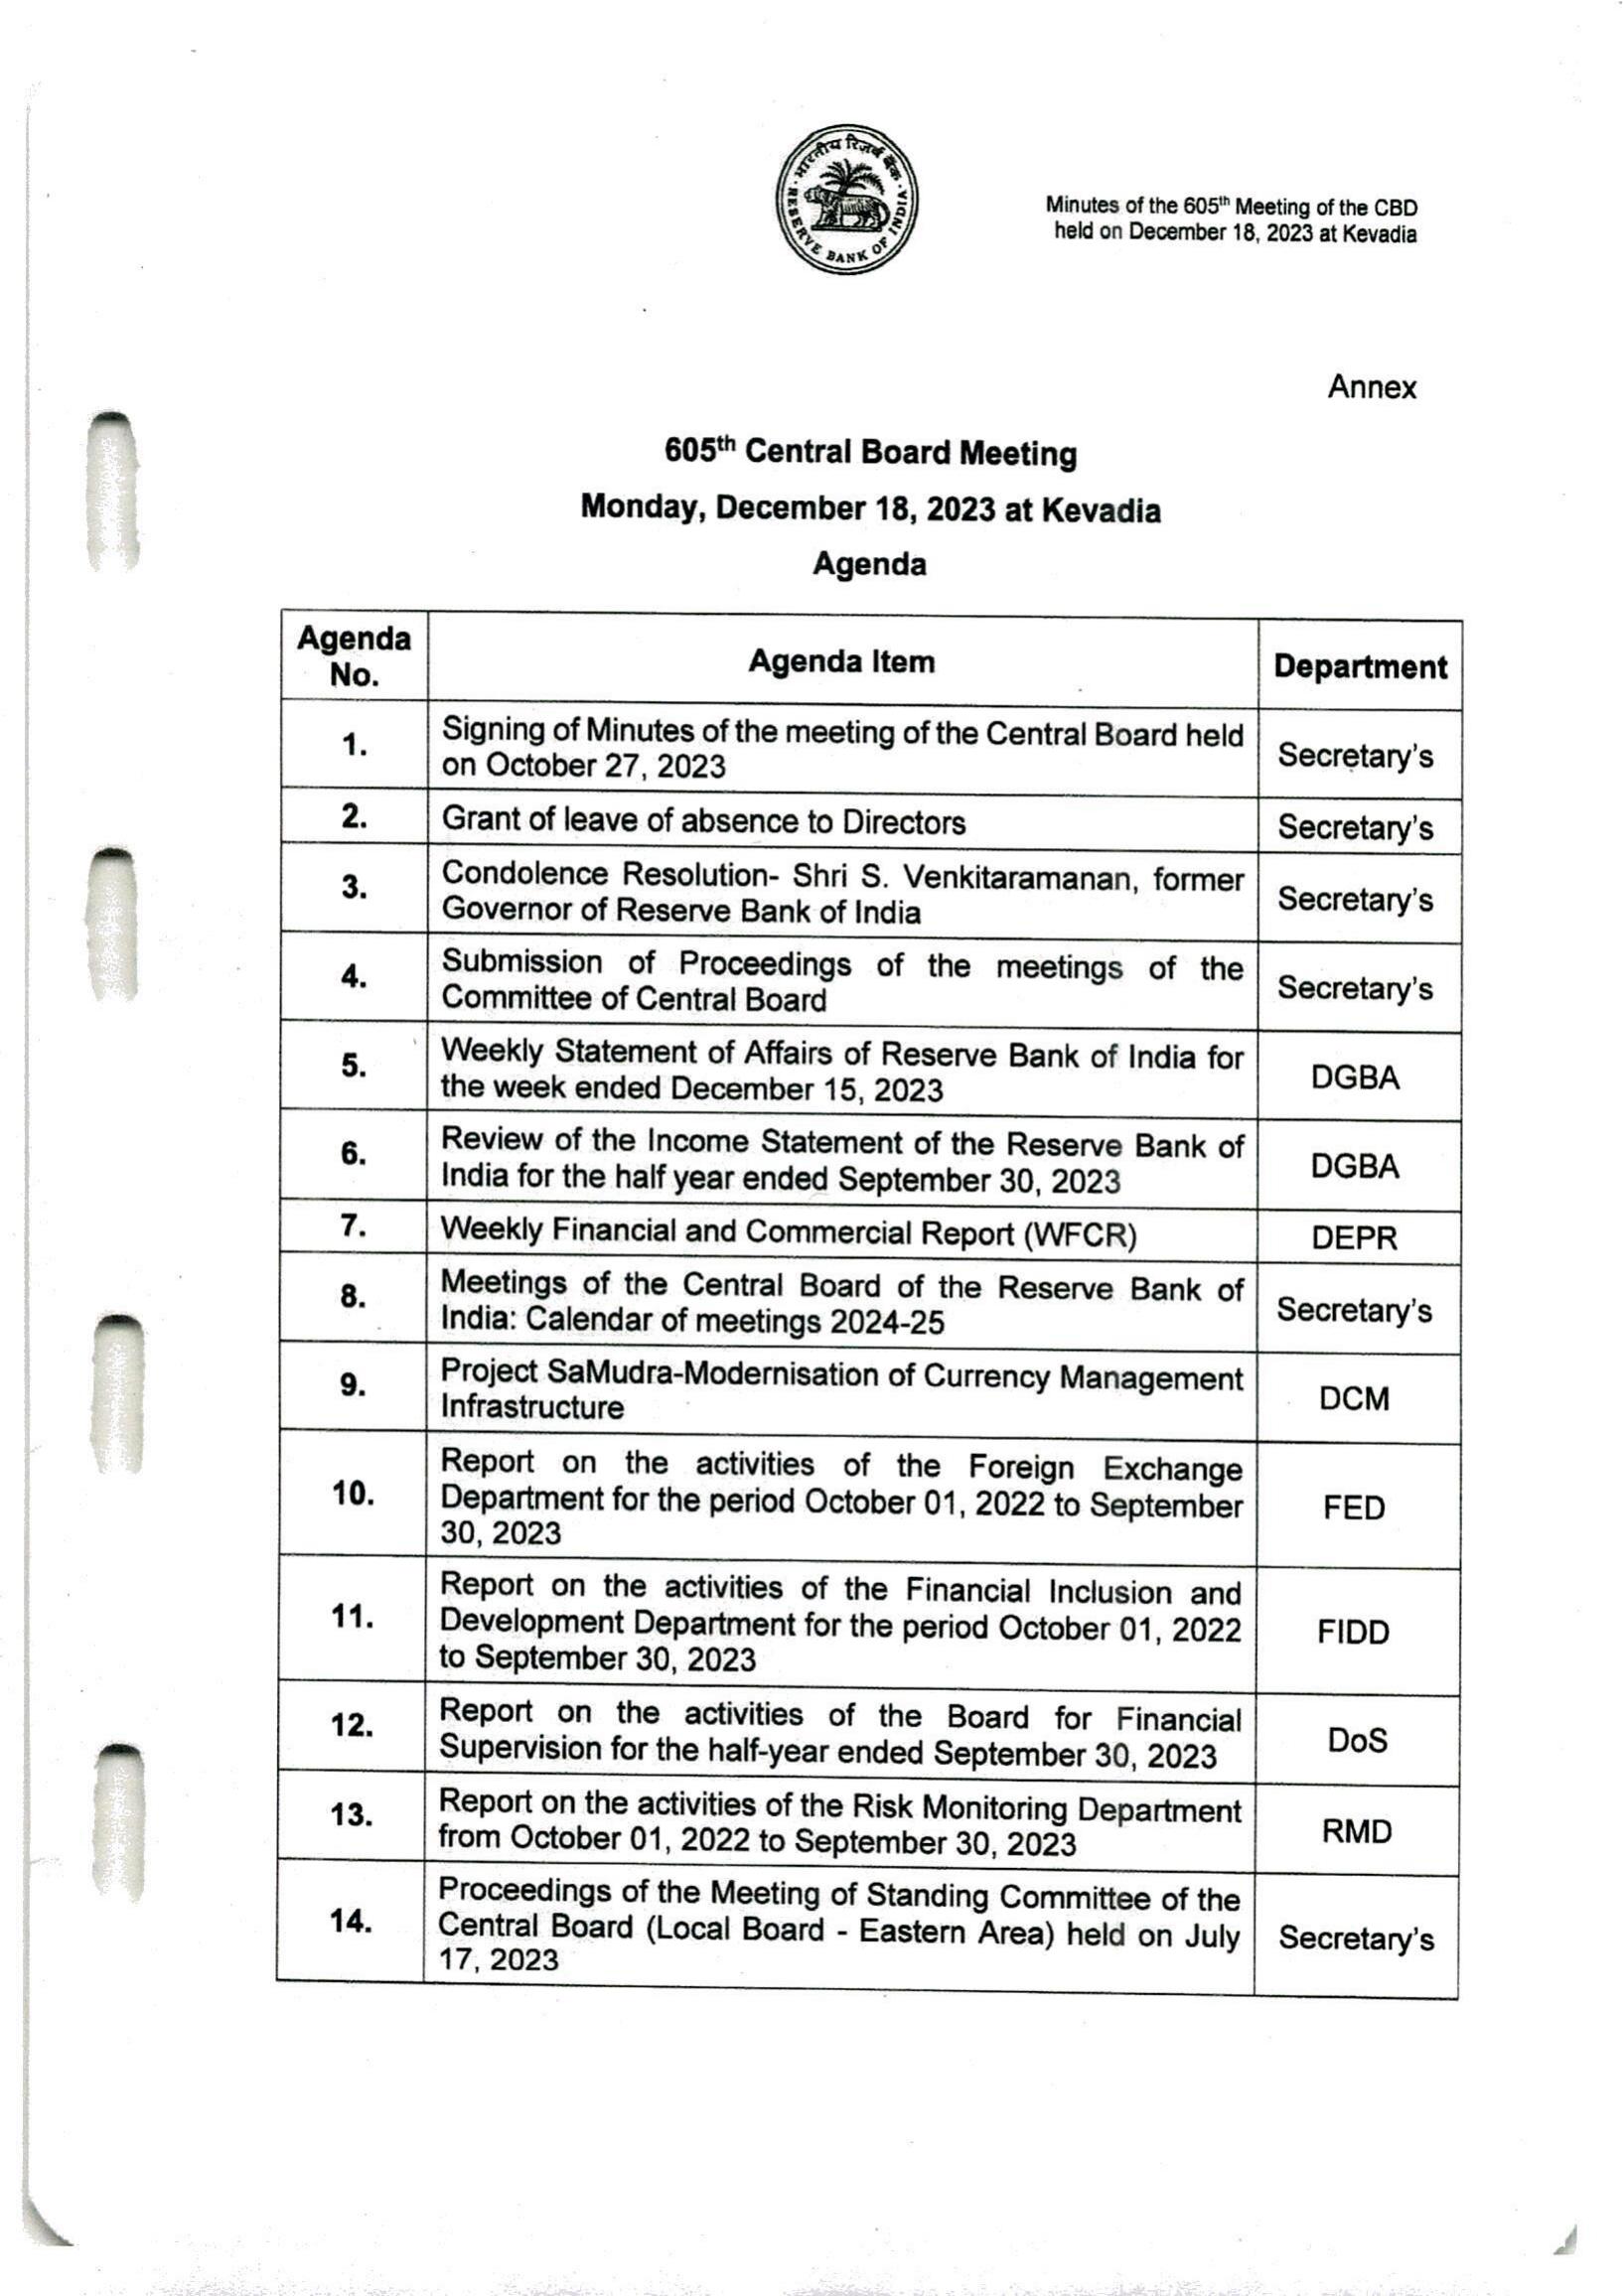 भारतीय रिज़र्व बैंक
RESERVE BANK OF INDIA
Minutes of the 605th Meeting of the CBD
held on December 18, 2023 at Kevadia
Annex
605th Central Board Meeting
Monday, December 18, 2023 at Kevadia
Agenda
Agenda No. Agenda Item Department
1. Signing of Minutes of the meeting of the Central Board held
on October 27, 2023 Secretary's
2. Grant of leave of absence to Directors Secretary's
3. Condolence Resolution- Shri S. Venkitaramanan, former
Governor of Reserve Bank of India Secretary's
4. Submission of Proceedings of the meetings of the
Committee of Central Board Secretary's
5. Weekly Statement of Affairs of Reserve Bank of India for
the week ended December 15, 2023 DGBA
6. Review of the Income Statement of the Reserve Bank of
India for the half year ended September 30, 2023 DGBA
7. Weekly Financial and Commercial Report (WFCR) DEPR
8. Meetings of the Central Board of the Reserve Bank of
India: Calendar of meetings 2024-25 Secretary's
9. Project SaMudra-Modernisation of Currency Management
Infrastructure DCM
10. Report on the activities of the Foreign Exchange
Department for the period October 01, 2022 to September
30, 2023 FED
11. Report on the activities of the Financial Inclusion and
Development Department for the period October 01, 2022
to September 30, 2023 FIDD
12. Report on the activities of the Board for Financial
Supervision for the half-year ended September 30, 2023 DoS
13. Report on the activities of the Risk Monitoring Department
from October 01, 2022 to September 30, 2023 RMD
14. Proceedings of the Meeting of Standing Committee of the
Central Board (Local Board - Eastern Area) held on July
17, 2023 Secretary's